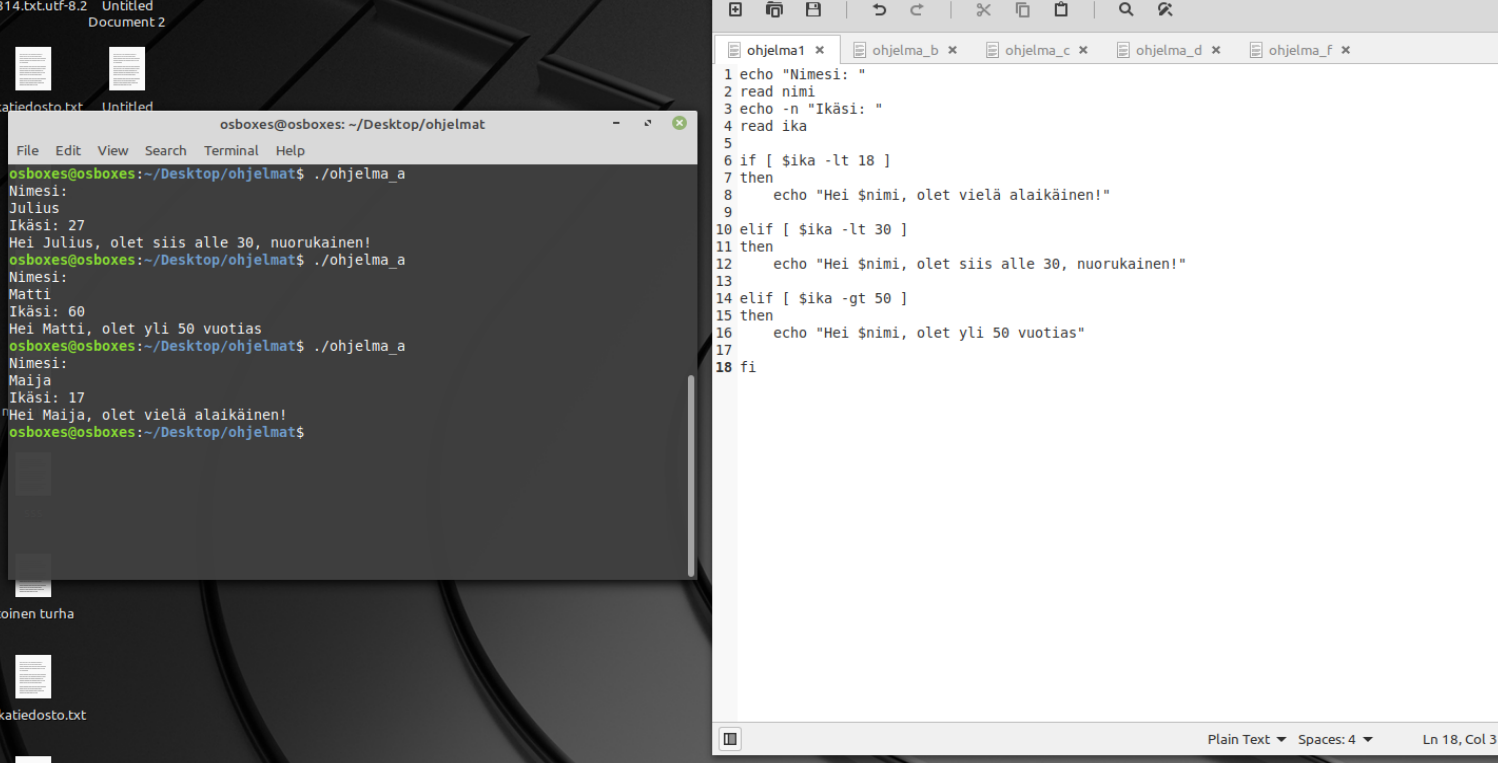 314.txt.utf-8.2
Untitled
Document 2
katiedosto.txt
Untitled
osboxes@osboxes: ~/Desktop/ohjelmat
File Edit View Search Terminal Help
osboxes@osboxes:~/Desktop/ohjelmat$ ./ohjelma_a
Nimesi:
Julius
Ikäsi: 27
Hei Julius, olet siis alle 30, nuorukainen!
osboxes@osboxes:~/Desktop/ohjelmat$ ./ohjelma_a
Nimesi:
Matti
Ikäsi: 60
Hei Matti, olet yli 50 vuotias
osboxes@osboxes:~/Desktop/ohjelmat$ ./ohjelma_a
Nimesi:
Maija
Ikäsi: 17
Hei Maija, olet vielä alaikäinen!
osboxes@osboxes:~/Desktop/ohjelmat$
toinen turha
katiedosto.txt
ohjelma1 ohjelma_b ohjelma_c ohjelma_d ohjelma_f
1 echo "Nimesi: "
2 read nimi
3 echo -n "Ikäsi: "
4 read ika
5
6 if [ $ika -lt 18 ]
7 then
8     echo "Hei $nimi, olet vielä alaikäinen!"
9
10 elif [ $ika -lt 30 ]
11 then
12     echo "Hei $nimi, olet siis alle 30, nuorukainen!"
13
14 elif [ $ika -gt 50 ]
15 then
16     echo "Hei $nimi, olet yli 50 vuotias"
17
18 fi
Plain Text Spaces: 4 Ln 18, Col 3